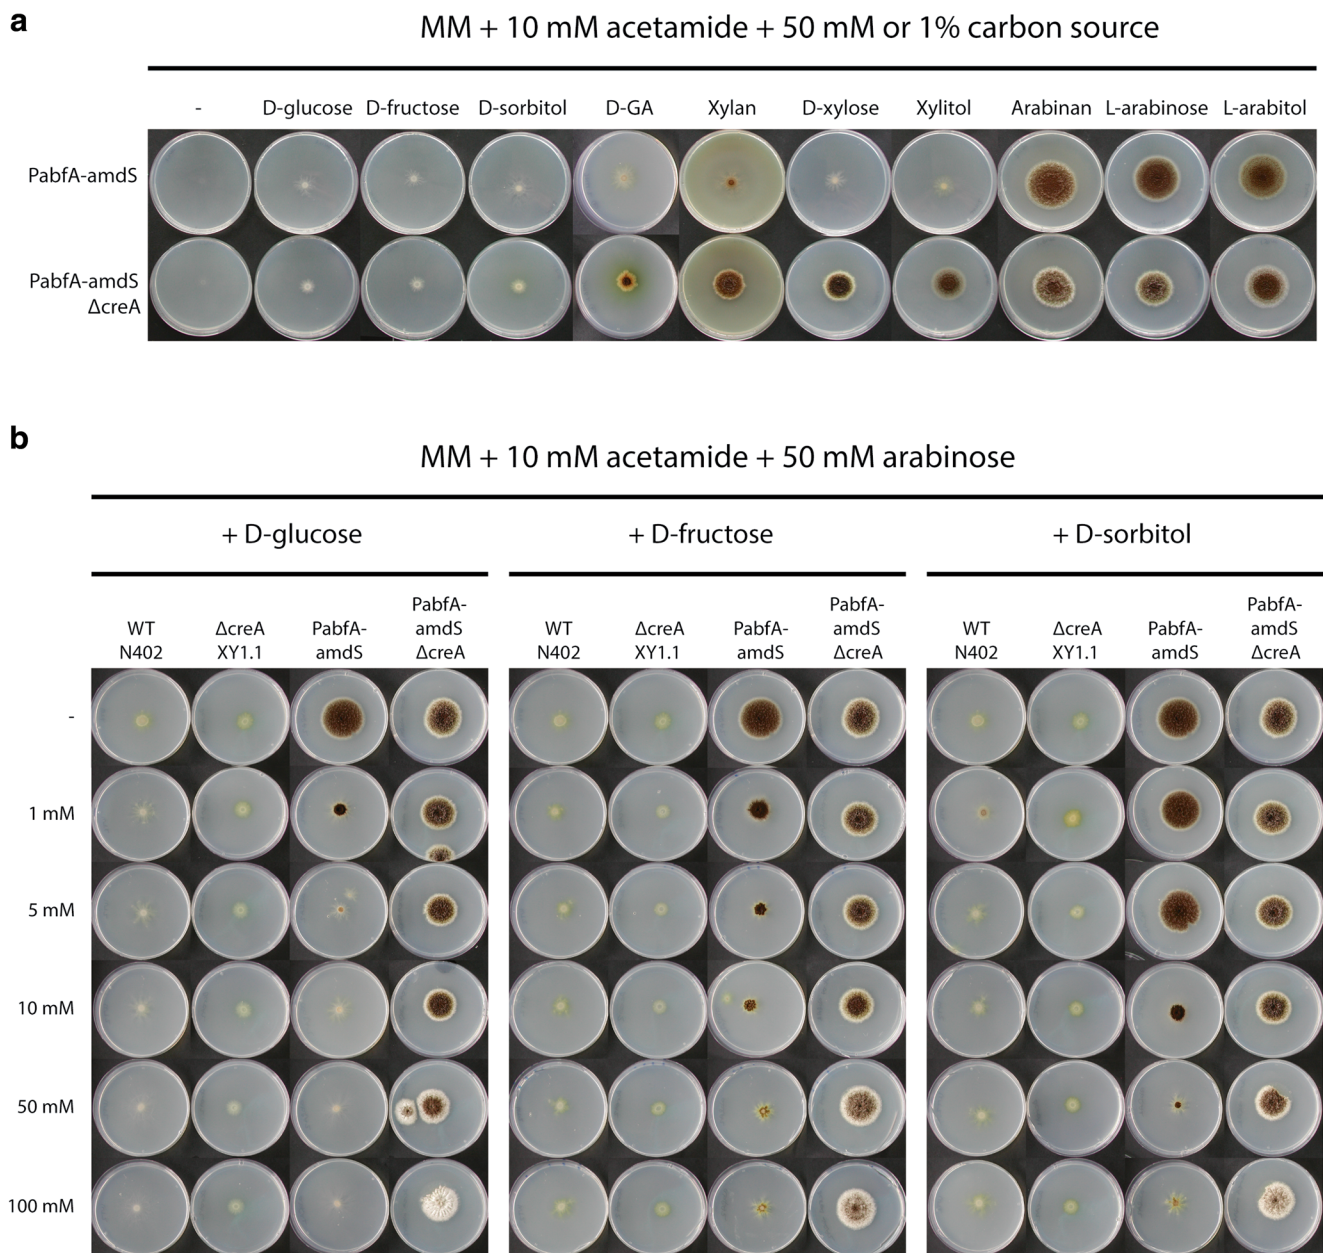 a
MM + 10 mM acetamide + 50 mM or 1% carbon source
- D-glucose D-fructose D-sorbitol D-GA Xylan D-xylose Xylitol Arabinan L-arabinose L-arabitol
PabfA-amdS
PabfA-amdS
ΔcreA
b
MM + 10 mM acetamide + 50 mM arabinose
+ D-glucose + D-fructose + D-sorbitol
PabfA- PabfA- PabfA-
WT ΔcreA PabfA- amdS WT ΔcreA PabfA- amdS WT ΔcreA PabfA- amdS
N402 XY1.1 amdS ΔcreA N402 XY1.1 amdS ΔcreA N402 XY1.1 amdS ΔcreA
-
1 mM
5 mM
10 mM
50 mM
100 mM